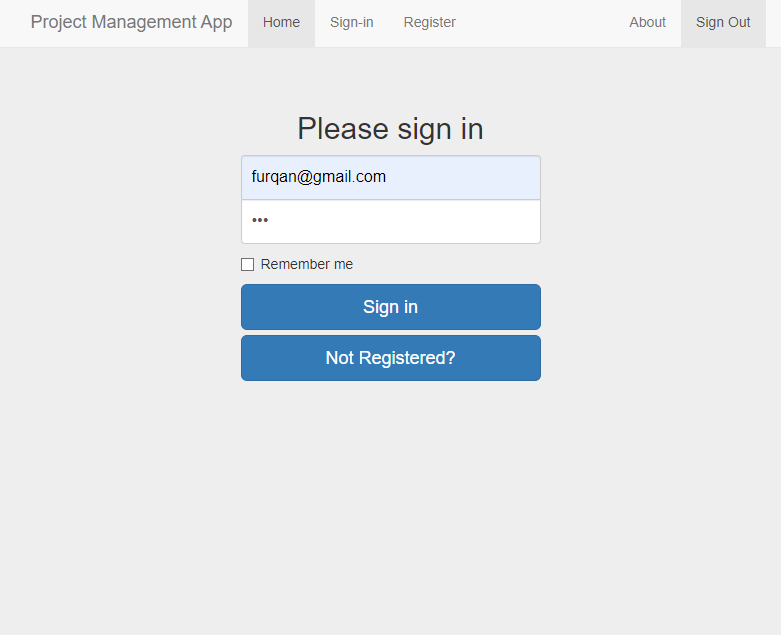 Project Management App Home Sign-in Register About Sign Out
Please sign in
furqan@gmail.com
•••
Remember me
Sign in
Not Registered?